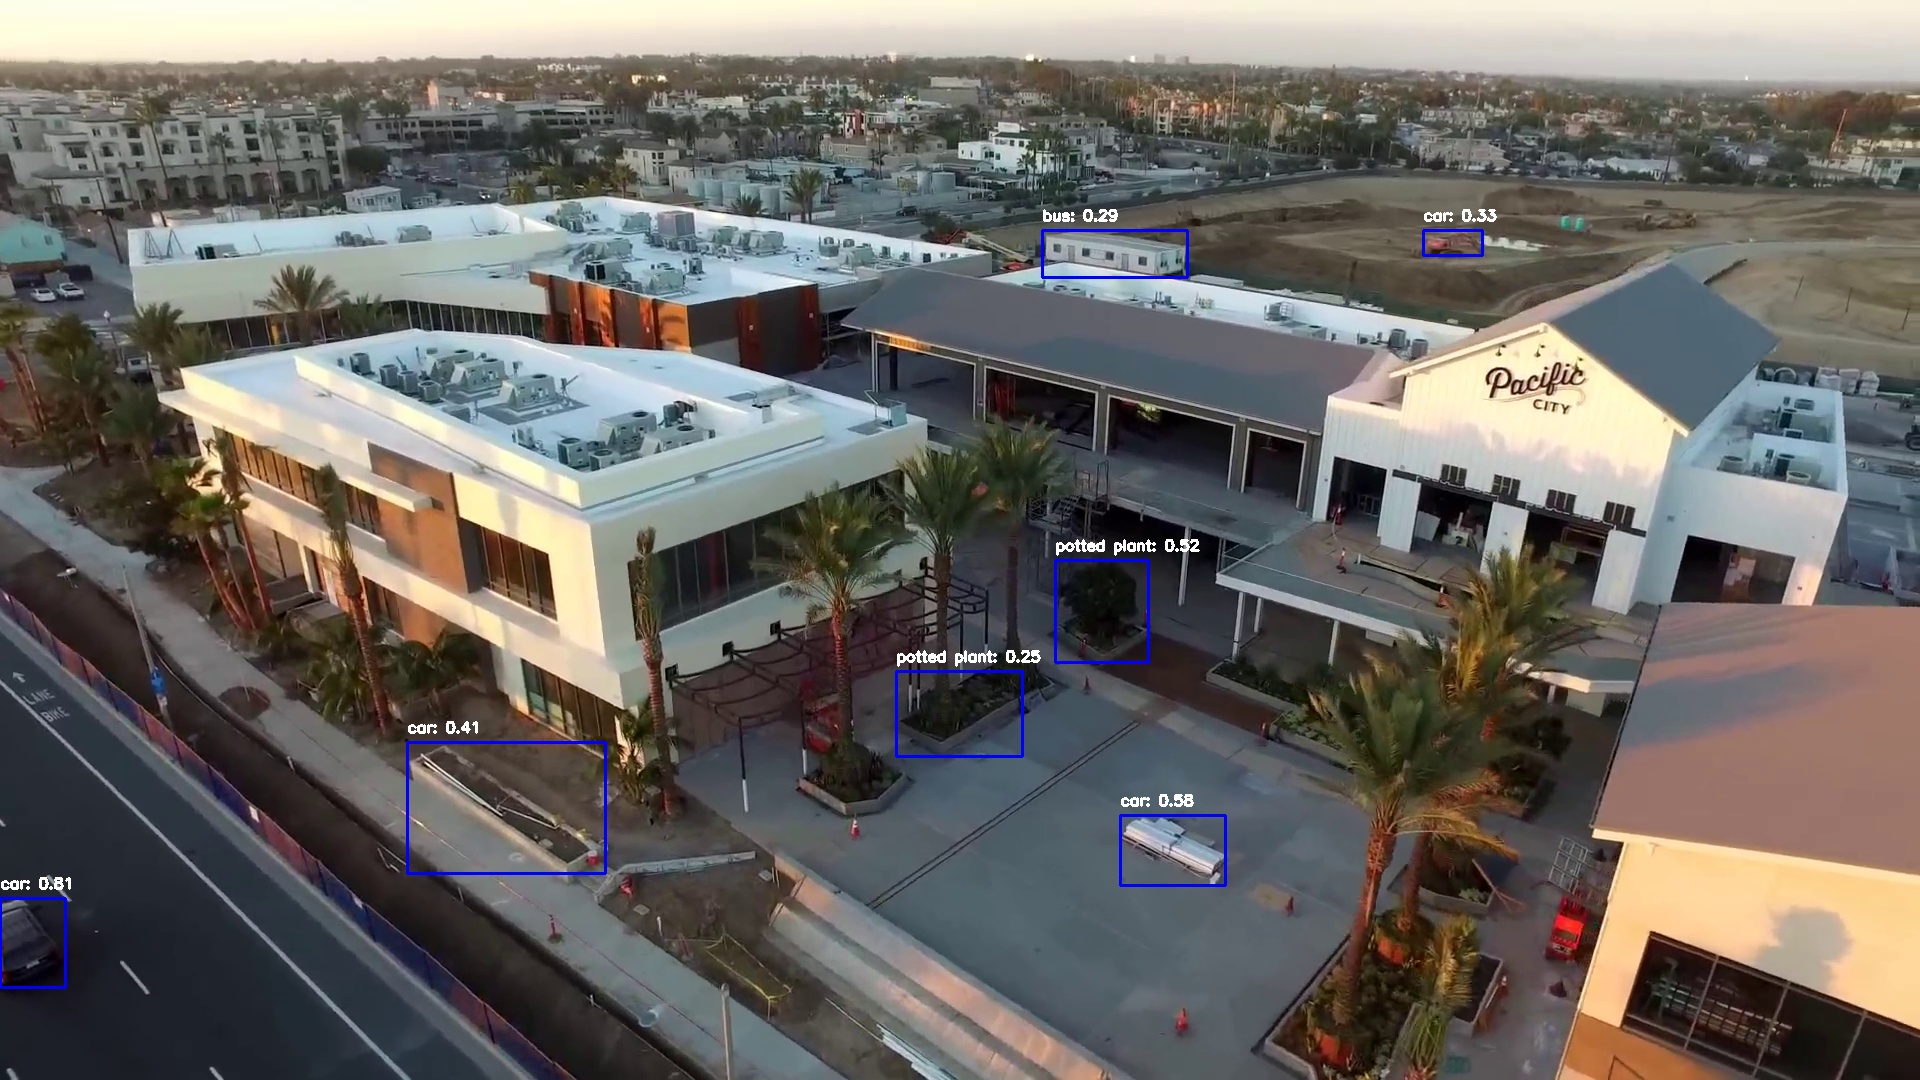 bus: 0.29
car: 0.33
Pacific
CITY
potted plant: 0.52
potted plant: 0.25
LANE
BIKE
car: 0.41
car: 0.58
car: 0.81